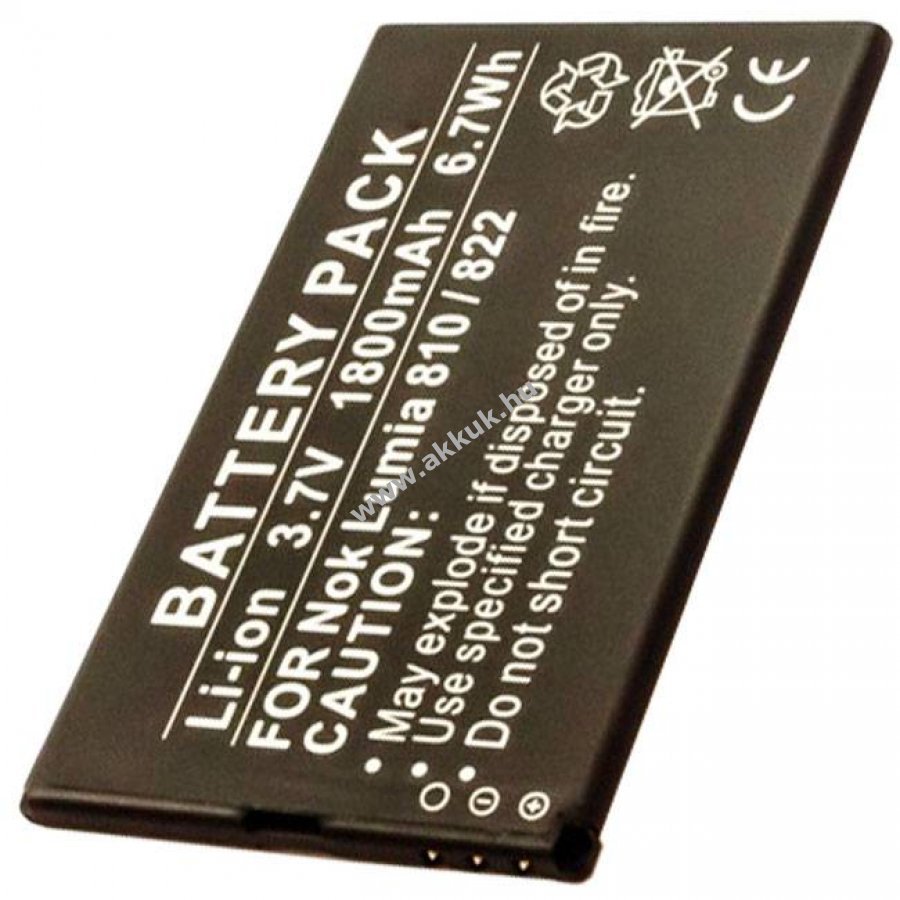 BATTERY PACK
Li-ion 3.7V 1800mAh 6.7Wh
FOR Nok Lumia 810 / 822
CAUTION:
• May explode if disposed of in fire.
• Use specified charger only.
• Do not short circuit.
CE
www.akkuk.hu